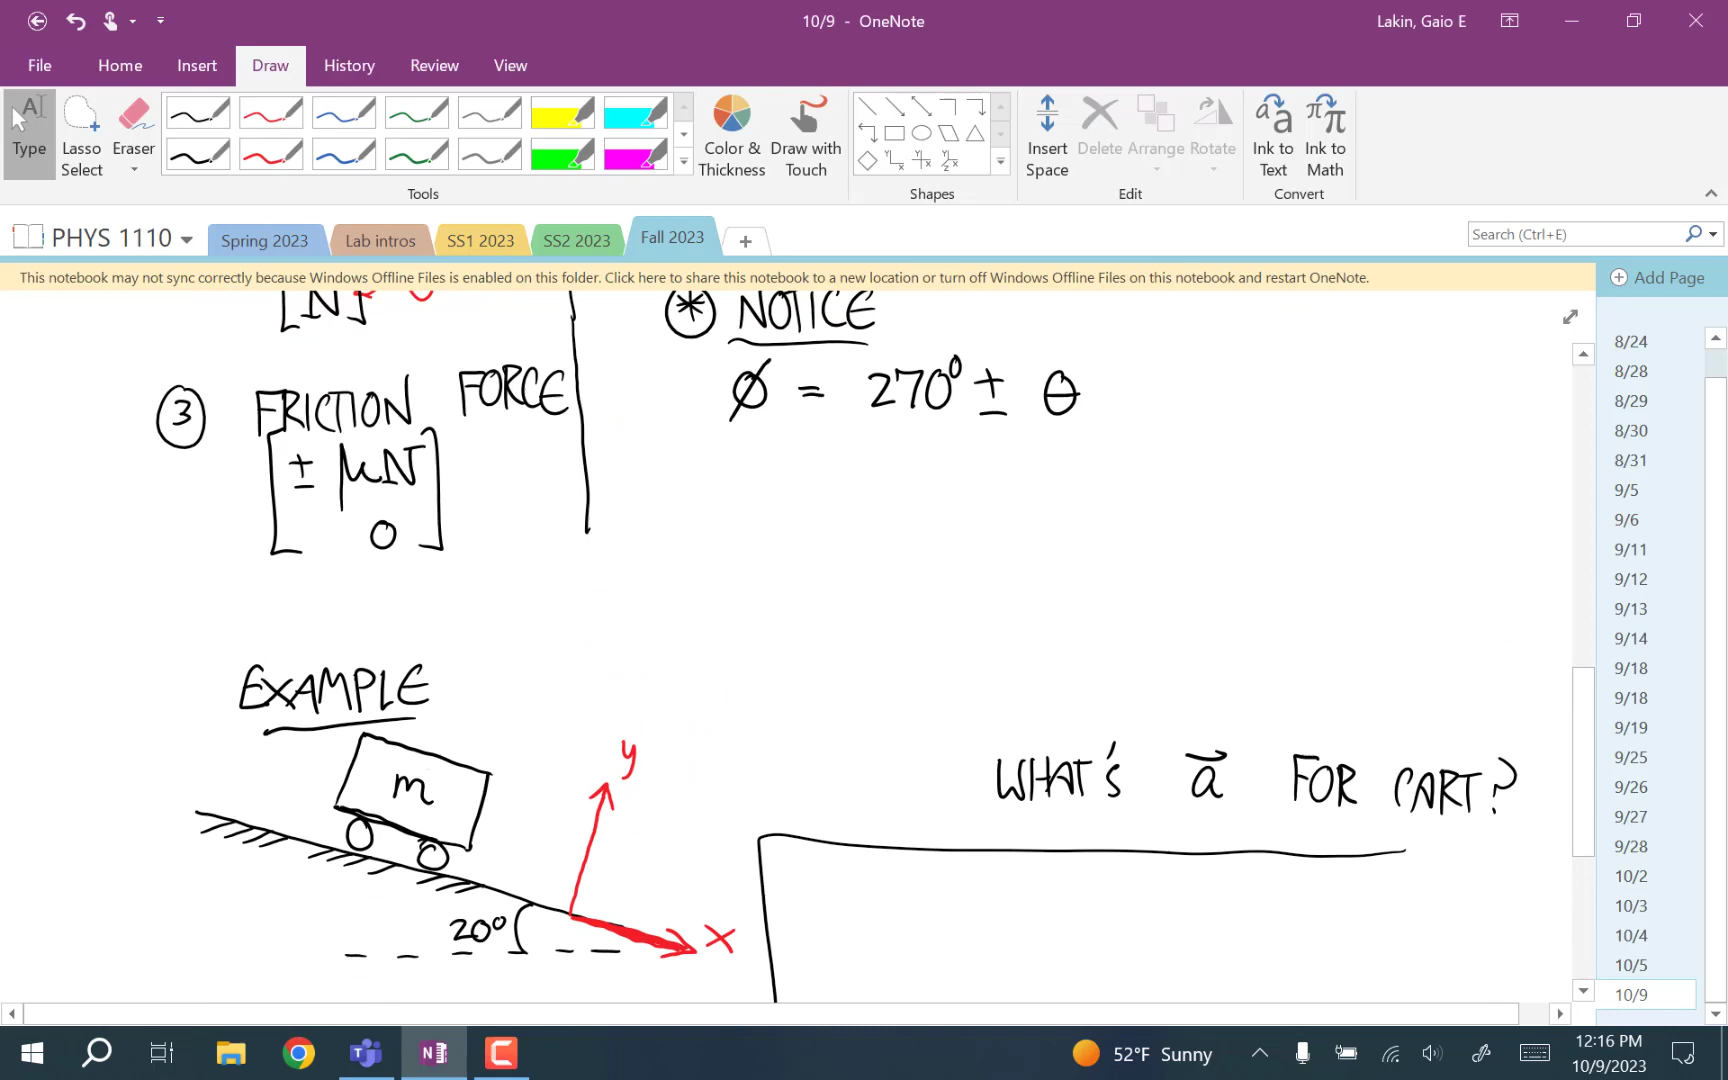 10/9 - OneNote
Lakin, Gaio E
File Home Insert Draw History Review View
Type
Lasso Select
Eraser
Color & Thickness
Draw with Touch
Insert Space
Delete
Arrange
Rotate
Ink to Text
Ink to Math
Tools
Shapes
Edit
Convert
PHYS 1110
Spring 2023
Lab intros
SS1 2023
SS2 2023
Fall 2023
Search (Ctrl+E)
This notebook may not sync correctly because Windows Offline Files is enabled on this folder. Click here to share this notebook to a new location or turn off Windows Offline Files on this notebook and restart OneNote.
Add Page
[N]
* NOTICE
Ø = 270° ± θ
③ FRICTION FORCE
[± μN
0]
EXAMPLE
m
y
x
20°
WHAT'S a⃗ FOR CART?
8/24
8/28
8/29
8/30
8/31
9/5
9/6
9/11
9/12
9/13
9/14
9/18
9/18
9/19
9/25
9/26
9/27
9/28
10/2
10/3
10/4
10/5
10/9
52°F Sunny
12:16 PM
10/9/2023